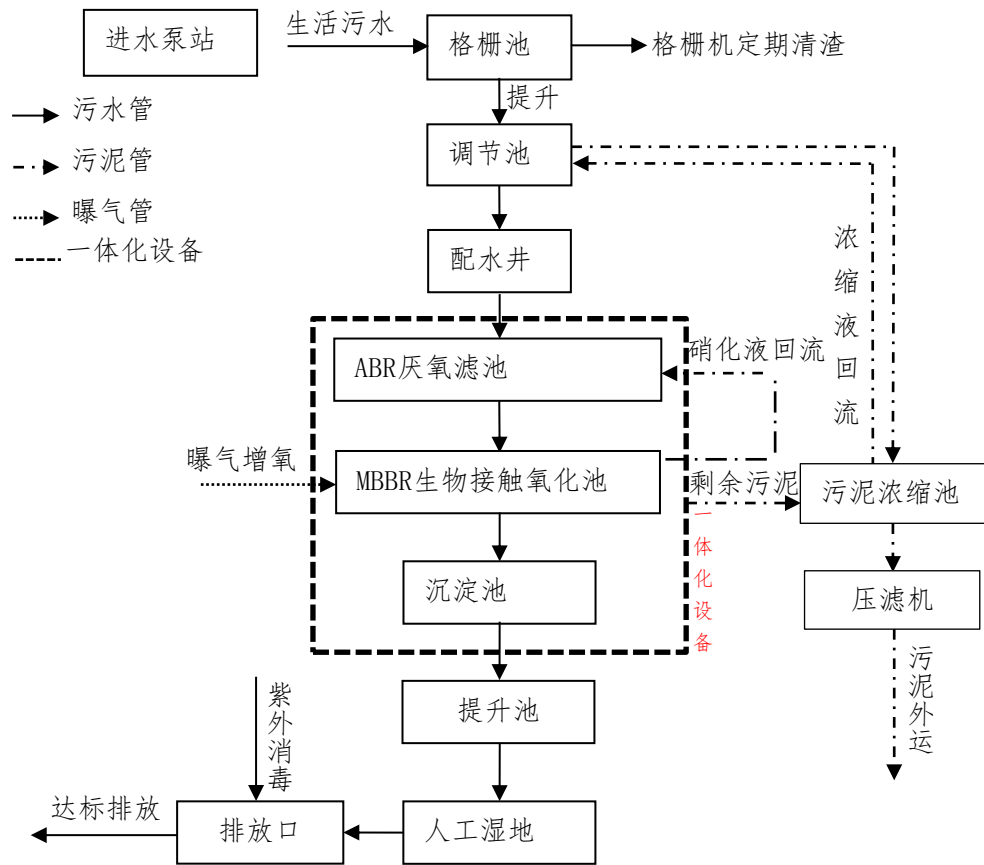 进水泵站
生活污水
格栅池
格栅机定期清渣
提升
污水管
污泥管
曝气管
一体化设备
调节池
配水井
浓缩液回流
ABR厌氧滤池
硝化液回流
曝气增氧
MBBR生物接触氧化池
剩余污泥
污泥浓缩池
一体化设备
沉淀池
压滤机
污泥外运
提升池
紫外消毒
达标排放
排放口
人工湿地